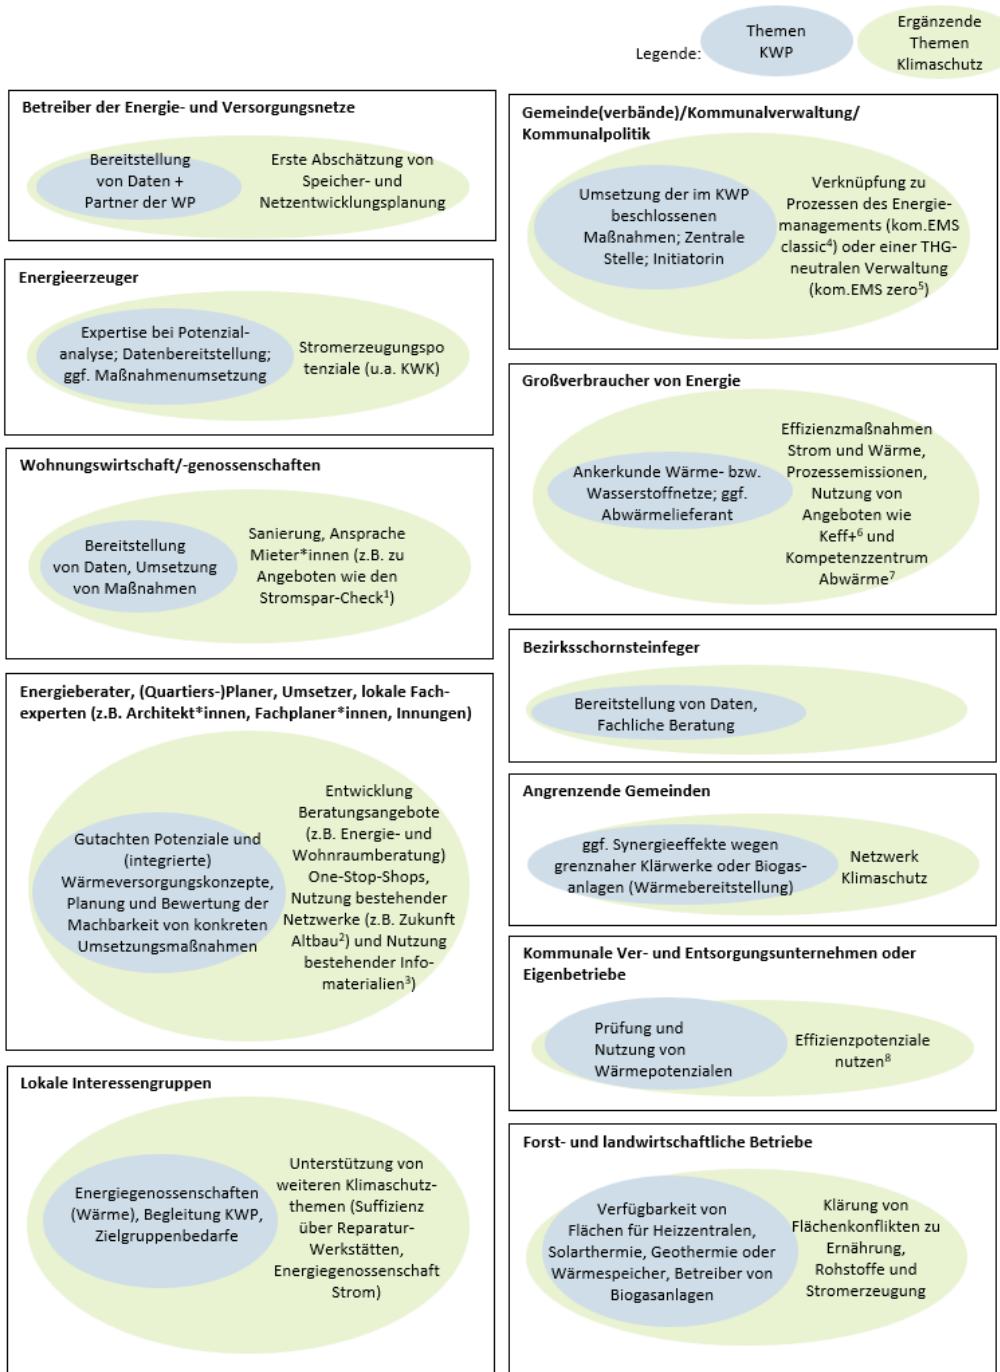 Legende:
Themen
KWP
Ergänzende
Themen
Klimaschutz
Betreiber der Energie- und Versorgungsnetze
Bereitstellung
von Daten +
Partner der WP
Erste Abschätzung von
Speicher- und
Netzentwicklungsplanung
Energieerzeuger
Expertise bei Potenzial-
analyse; Datenbereitstellung;
ggf. Maßnahmenumsetzung
Stromerzeugungspo
tenziale (u.a. KWK)
Wohnungswirtschaft/-genossenschaften
Bereitstellung
von Daten, Umsetzung
von Maßnahmen
Sanierung, Ansprache
Mieter*innen (z.B. zu
Angeboten wie den
Stromspar-Check¹)
Energieberater, (Quartiers-)Planer, Umsetzer, lokale Fach-
experten (z.B. Architekt*innen, Fachplaner*innen, Innungen)
Gutachten Potenziale und
(integrierte)
Wärmeversorgungskonzepte,
Planung und Bewertung der
Machbarkeit von konkreten
Umsetzungsmaßnahmen
Entwicklung
Beratungsangebote
(z.B. Energie- und
Wohnraumberatung)
One-Stop-Shops,
Nutzung bestehender
Netzwerke (z.B. Zukunft
Altbau²) und Nutzung
bestehender Info-
materialien³)
Lokale Interessengruppen
Energiegenossenschaften
(Wärme), Begleitung KWP,
Zielgruppenbedarfe
Unterstützung von
weiteren Klimaschutz-
themen (Suffizienz
über Reparatur-
Werkstätten,
Energiegenossenschaft
Strom)
Gemeinde(verbände)/Kommunalverwaltung/
Kommunalpolitik
Umsetzung der im KWP
beschlossenen
Maßnahmen; Zentrale
Stelle; Initiatorin
Verknüpfung zu
Prozessen des Energie-
managements (kom.EMS
classic⁴) oder einer THG-
neutralen Verwaltung
(kom.EMS zero⁵)
Großverbraucher von Energie
Ankerkunde Wärme- bzw.
Wasserstoffnetze; ggf.
Abwärmelieferant
Effizienzmaßnahmen
Strom und Wärme,
Prozessemissionen,
Nutzung von
Angeboten wie
Keff+⁶ und
Kompetenzzentrum
Abwärme⁷
Bezirksschornsteinfeger
Bereitstellung von Daten,
Fachliche Beratung
Angrenzende Gemeinden
ggf. Synergieeffekte wegen
grenznaher Klärwerke oder Biogas-
anlagen (Wärmebereitstellung)
Netzwerk
Klimaschutz
Kommunale Ver- und Entsorgungsunternehmen oder
Eigenbetriebe
Prüfung und
Nutzung von
Wärmepotenzialen
Effizienzpotenziale
nutzen⁸
Forst- und landwirtschaftliche Betriebe
Verfügbarkeit von
Flächen für Heizzentralen,
Solarthermie, Geothermie oder
Wärmespeicher, Betreiber von
Biogasanlagen
Klärung von
Flächenkonflikten zu
Ernährung,
Rohstoffe und
Stromerzeugung